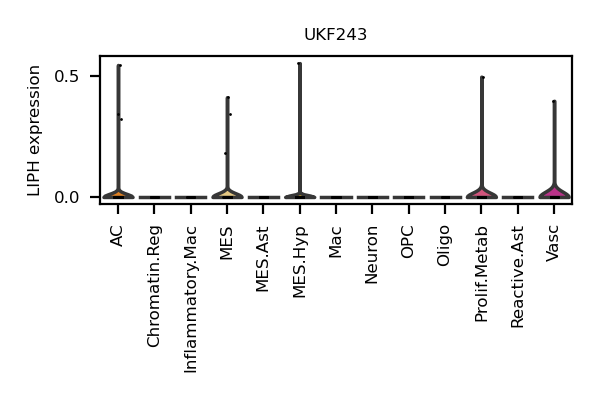 UKF243
LIPH expression
0.5
0.0
AC
Chromatin.Reg
Inflammatory.Mac
MES
MES.Ast
MES.Hyp
Mac
Neuron
OPC
Oligo
Prolif.Metab
Reactive.Ast
Vasc